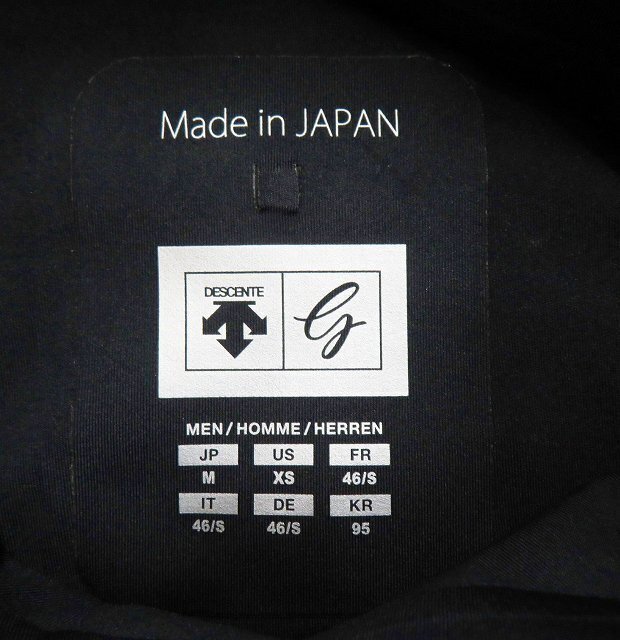 Made in JAPAN
DESCENTE
G
MEN/HOMME/HERREN
JP US FR
M XS 46/S
IT DE KR
46/S 46/S 95